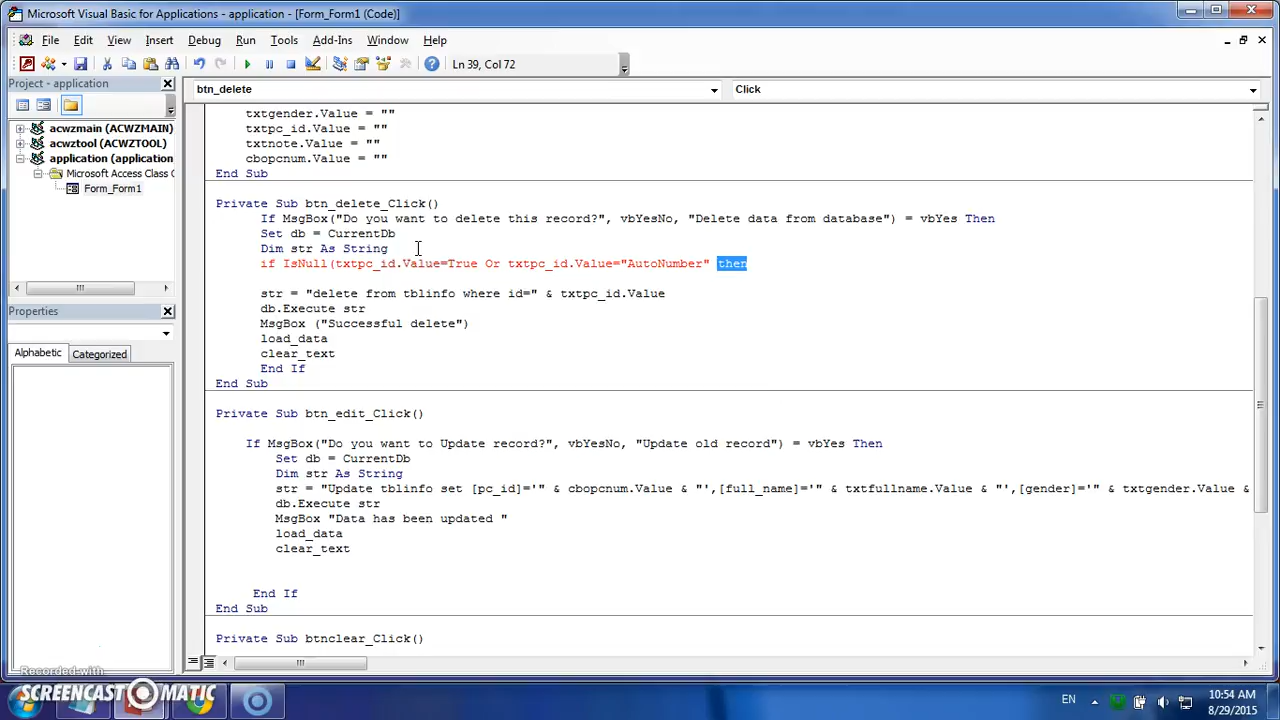 Microsoft Visual Basic for Applications - application - [Form_Form1 (Code)]
File Edit View Insert Format Debug Run Tools Add-Ins Window Help
Ln 39, Col 72
Project - application
btn_delete
Click
acwzmain (ACWZMAIN)
acwztool (ACWZTOOL)
application (application
Microsoft Access Class C
Form_Form1
Properties
Alphabetic Categorized
txtgender.Value = ""
txtpc_id.Value = ""
txtnote.Value = ""
cbopcnum.Value = ""
End Sub
Private Sub btn_delete_Click()
If MsgBox("Do you want to delete this record?", vbYesNo, "Delete data from database") = vbYes Then
Set db = CurrentDb
Dim str As String
if IsNull(txtpc_id.Value=True Or txtpc_id.Value="AutoNumber" then
str = "delete from tblinfo where id=" & txtpc_id.Value
db.Execute str
MsgBox ("Successful delete")
load_data
clear_text
End If
End Sub
Private Sub btn_edit_Click()
If MsgBox("Do you want to Update record?", vbYesNo, "Update old record") = vbYes Then
Set db = CurrentDb
Dim str As String
str = "Update tblinfo set [pc_id]='" & cbopcnum.Value & "',[full_name]='" & txtfullname.Value & "',[gender]='" & txtgender.Value &
db.Execute str
MsgBox "Data has been updated "
load_data
clear_text
End If
End Sub
Private Sub btnclear_Click()
Recorded with
SCREENCAST MATIC
EN
10:54 AM
8/29/2015